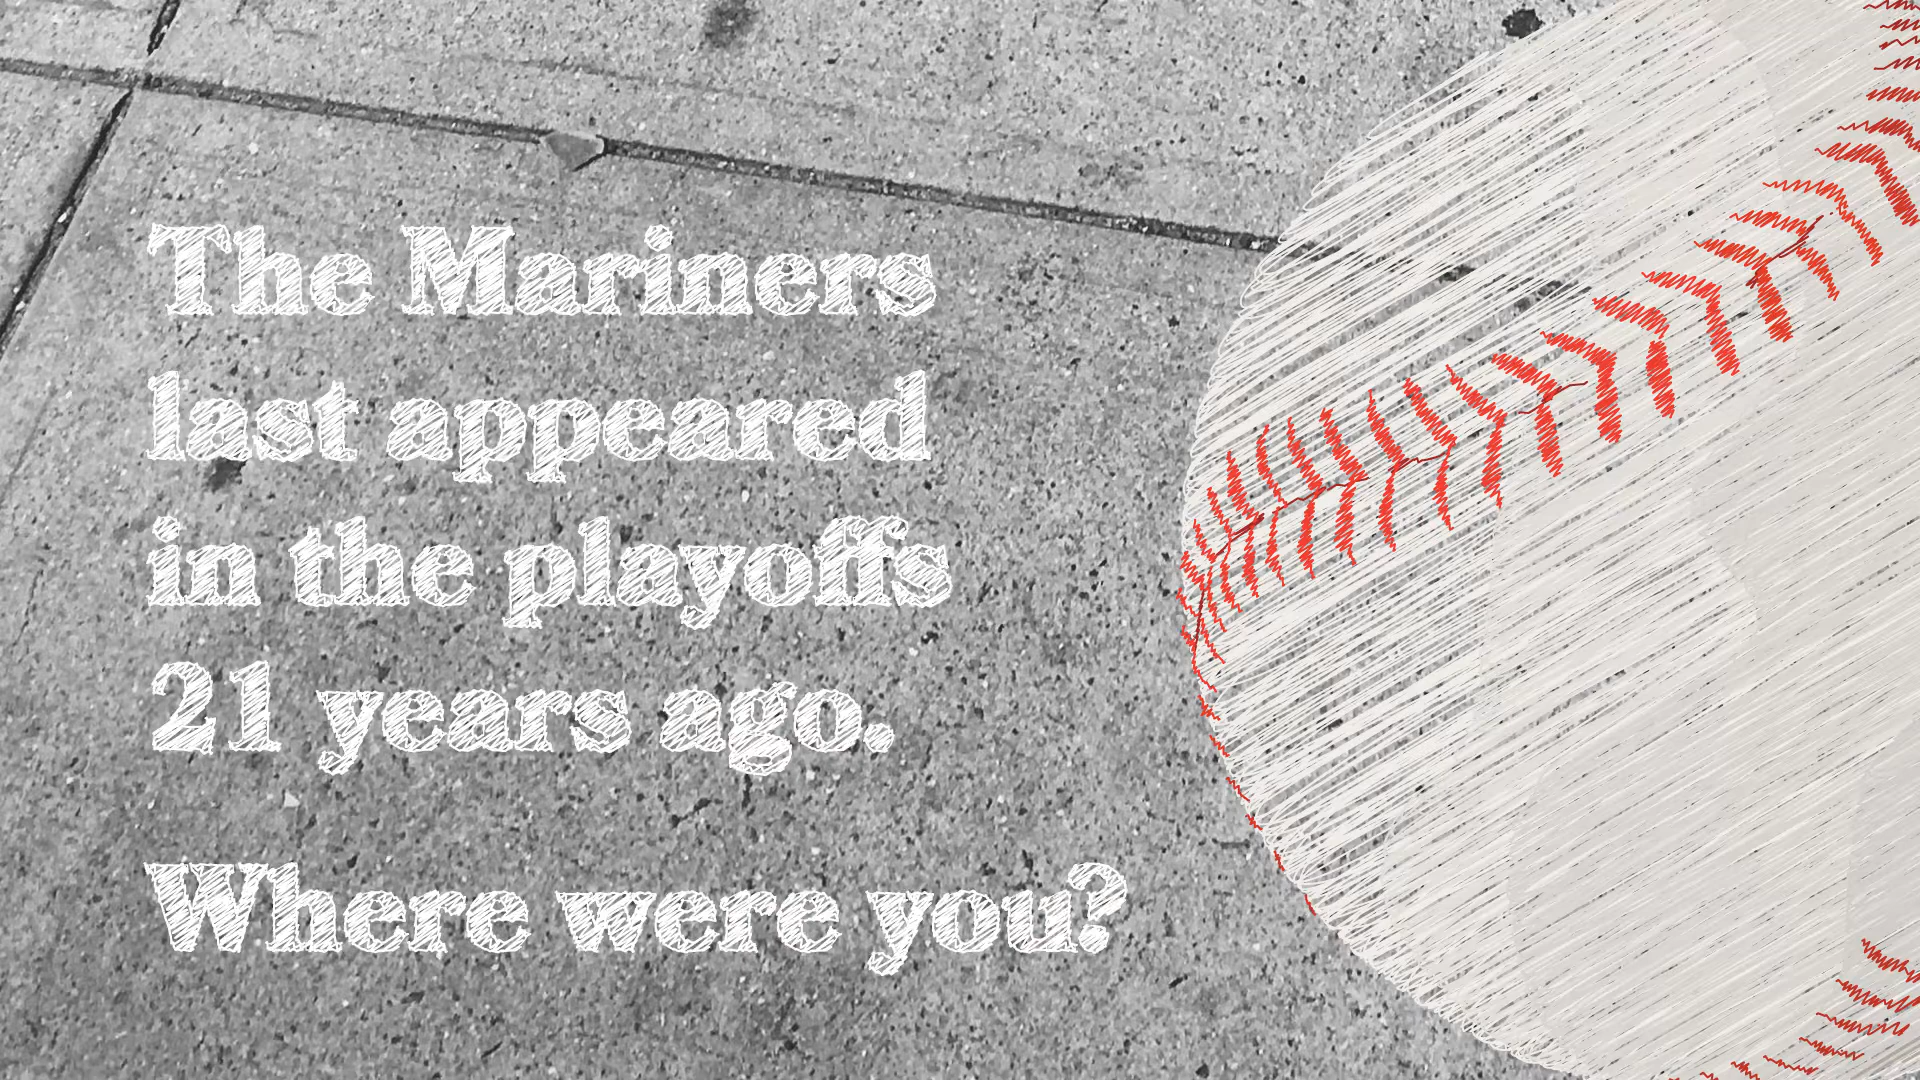 The Mariners
last appeared
in the playoffs
21 years ago.
Where were you?